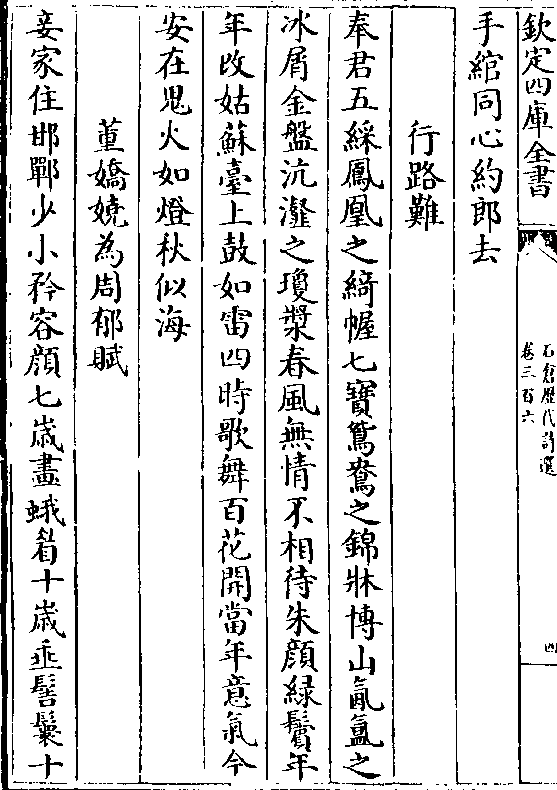 欽定四庫全書
石倉歷代詩選
卷三百六
四
手綰同心約郎去
行路難
奉君五綵鳳凰之綺幄七寶鴛鴦之錦牀博山氤氲之
冰屑金盤沆瀣之瓊漿春風無情不相待朱顔緑鬢年
年改姑蘇臺上鼓如雷四時歌舞百花開當年意氣今
安在鬼火如燈秋似海
董嬌嬈為周郁賦
妾家住邯鄲少小矜容顔七歳畫蛾眉十歳垂髻鬟十